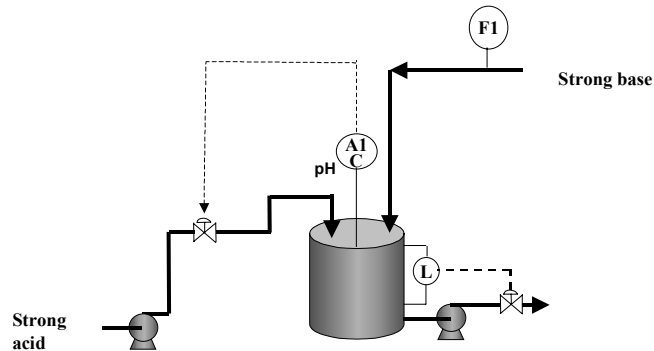 F1
Strong base
A1
C
pH
L
Strong
acid